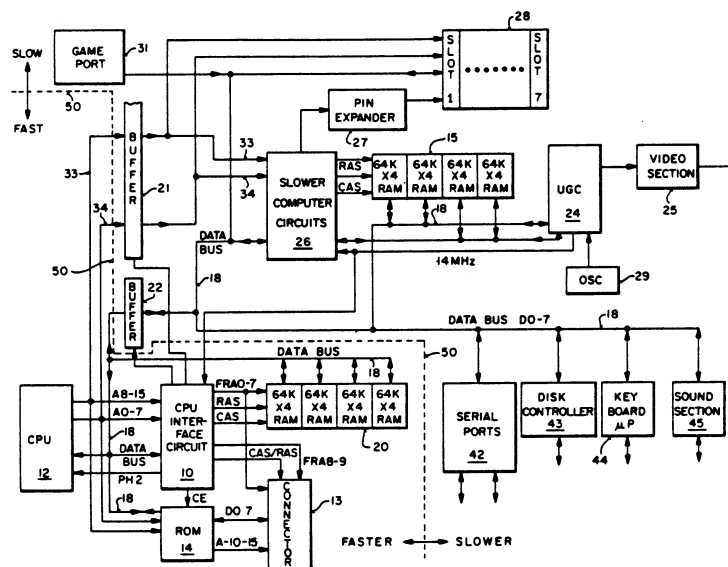 SLOW
FAST
50
GAME
PORT
31
28
SLOT
1
SLOT
7
PIN
EXPANDER
27
33
34
BUFFER
21
33
34
SLOWER
COMPUTER
CIRCUITS
26
RAS
RAS
CAS
15
64K
X4
RAM
64K
X4
RAM
64K
X4
RAM
64K
X4
RAM
18
UGC
24
VIDEO
SECTION
25
DATA
BUS
14MHz
OSC
29
50
18
BUFFER
22
DATA BUS DO-7
18
DATA BUS
18
50
CPU
12
A8-15
AO-7
18
DATA
BUS
PH2
CPU
INTER-
FACE
CIRCUIT
10
FRAO-7
RAS
CAS
64K
X4
RAM
64K
X4
RAM
64K
X4
RAM
64K
X4
RAM
20
CAS/RAS
FRA8-9
SERIAL
PORTS
42
DISK
CONTROLLER
43
KEY
BOARD
μP
44
SOUND
SECTION
45
18
CE
ROM
14
DO 7
A-10-15
CONNECTOR
13
FASTER
SLOWER